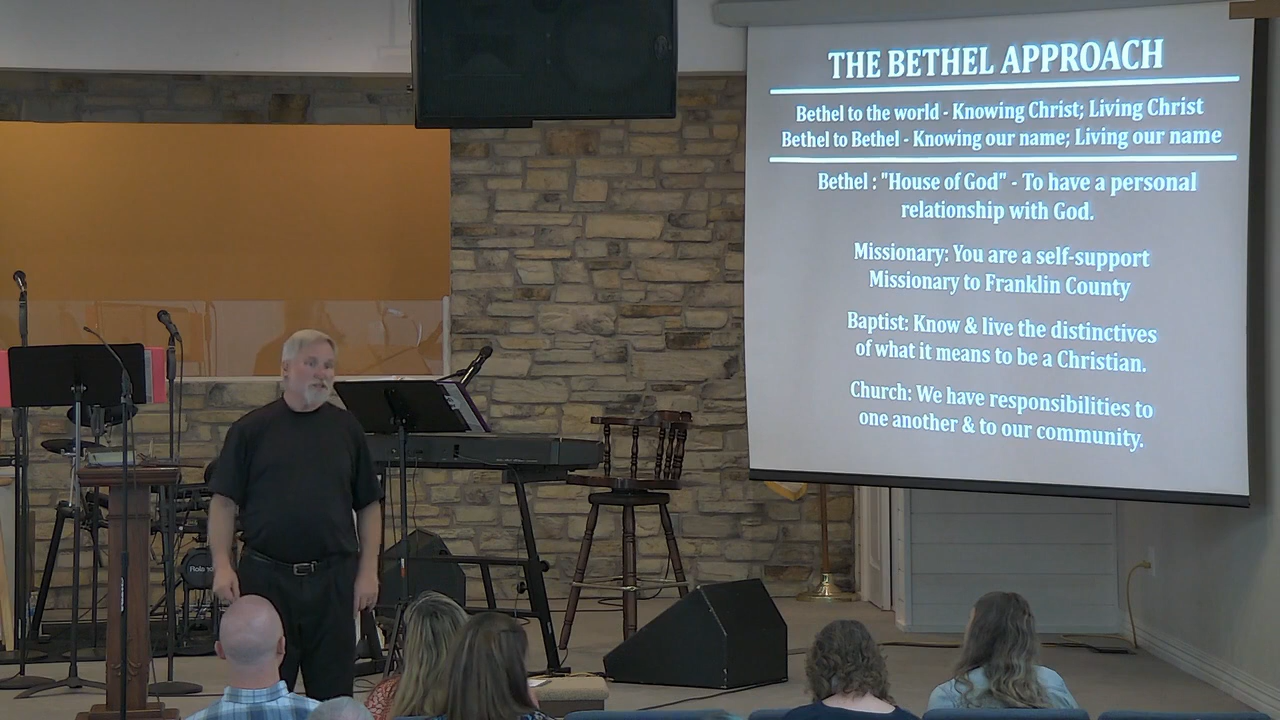 THE BETHEL APPROACH
Bethel to the world - Knowing Christ; Living Christ
Bethel to Bethel - Knowing our name; Living our name
Bethel : "House of God" - To have a personal
relationship with God.
Missionary: You are a self-support
Missionary to Franklin County
Baptist: Know & live the distinctives
of what it means to be a Christian.
Church: We have responsibilities to
one another & to our community.
Roland